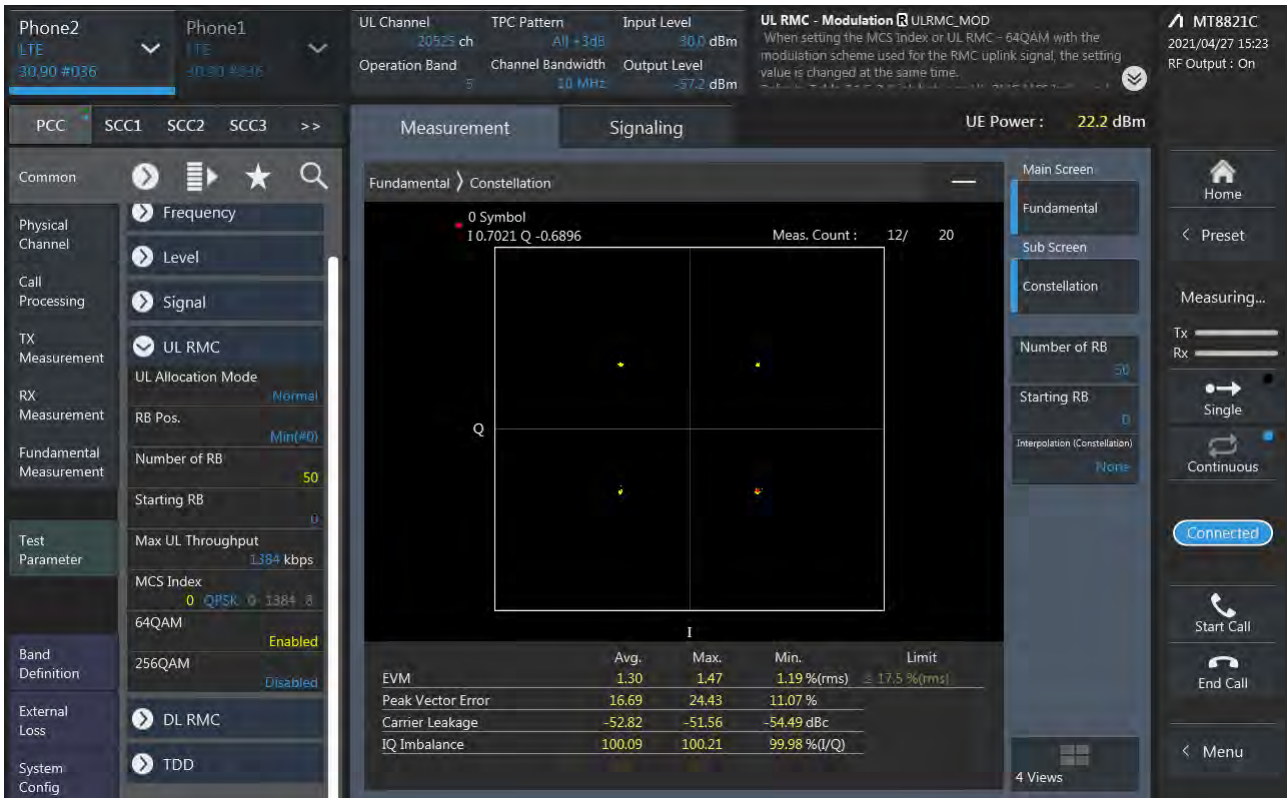 Phone2
LTE
30.90 #036
Phone1
LTE
30.90 #036
UL Channel
20525 ch
Operation Band
5
TPC Pattern
All +3dB
Channel Bandwidth
10 MHz
Input Level
30.0 dBm
Output Level
-57.2 dBm
UL RMC - Modulation R ULRMC_MOD
When setting the MCS Index or UL RMC – 64QAM with the
modulation scheme used for the RMC uplink signal, the setting
value is changed at the same time.
MT8821C
2021/04/27 15:23
RF Output : On
PCC SCC1 SCC2 SCC3 >>
Measurement
Signaling
UE Power : 22.2 dBm
Common
Physical
Channel
Call
Processing
TX
Measurement
RX
Measurement
Fundamental
Measurement
Test
Parameter
Band
Definition
External
Loss
System
Config
Frequency
Level
Signal
UL RMC
UL Allocation Mode
Normal
RB Pos.
Min(#0)
Number of RB
50
Starting RB
0
Max UL Throughput
1384 kbps
MCS Index
0 QPSK 0 1384 8
64QAM
Enabled
256QAM
Disabled
DL RMC
TDD
Fundamental 〉 Constellation
0 Symbol
I 0.7021 Q -0.6896
Meas. Count : 12/ 20
Q
I
Avg. Max. Min. Limit
EVM 1.30 1.47 1.19 %(rms) ≤ 17.5 %(rms)
Peak Vector Error 16.69 24.43 11.07 %
Carrier Leakage -52.82 -51.56 -54.49 dBc
IQ Imbalance 100.09 100.21 99.98 %(I/Q)
Main Screen
Fundamental
Sub Screen
Constellation
Number of RB
50
Starting RB
0
Interpolation (Constellation)
None
4 Views
Home
< Preset
Measuring...
Tx
Rx
Single
Continuous
Connected
Start Call
End Call
< Menu